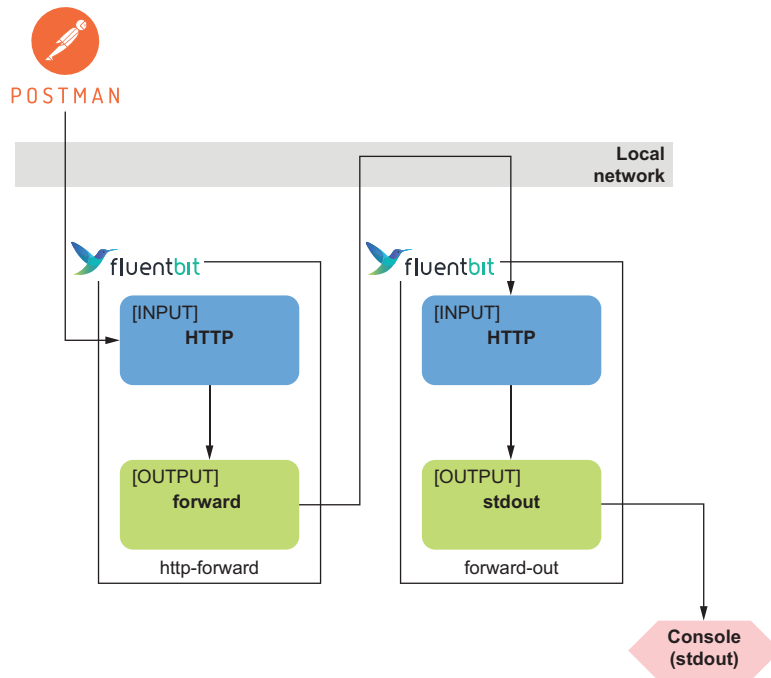 POSTMAN
Local
network
fluentbit
[INPUT]
HTTP
[OUTPUT]
forward
http-forward
fluentbit
[INPUT]
HTTP
[OUTPUT]
stdout
forward-out
Console
(stdout)